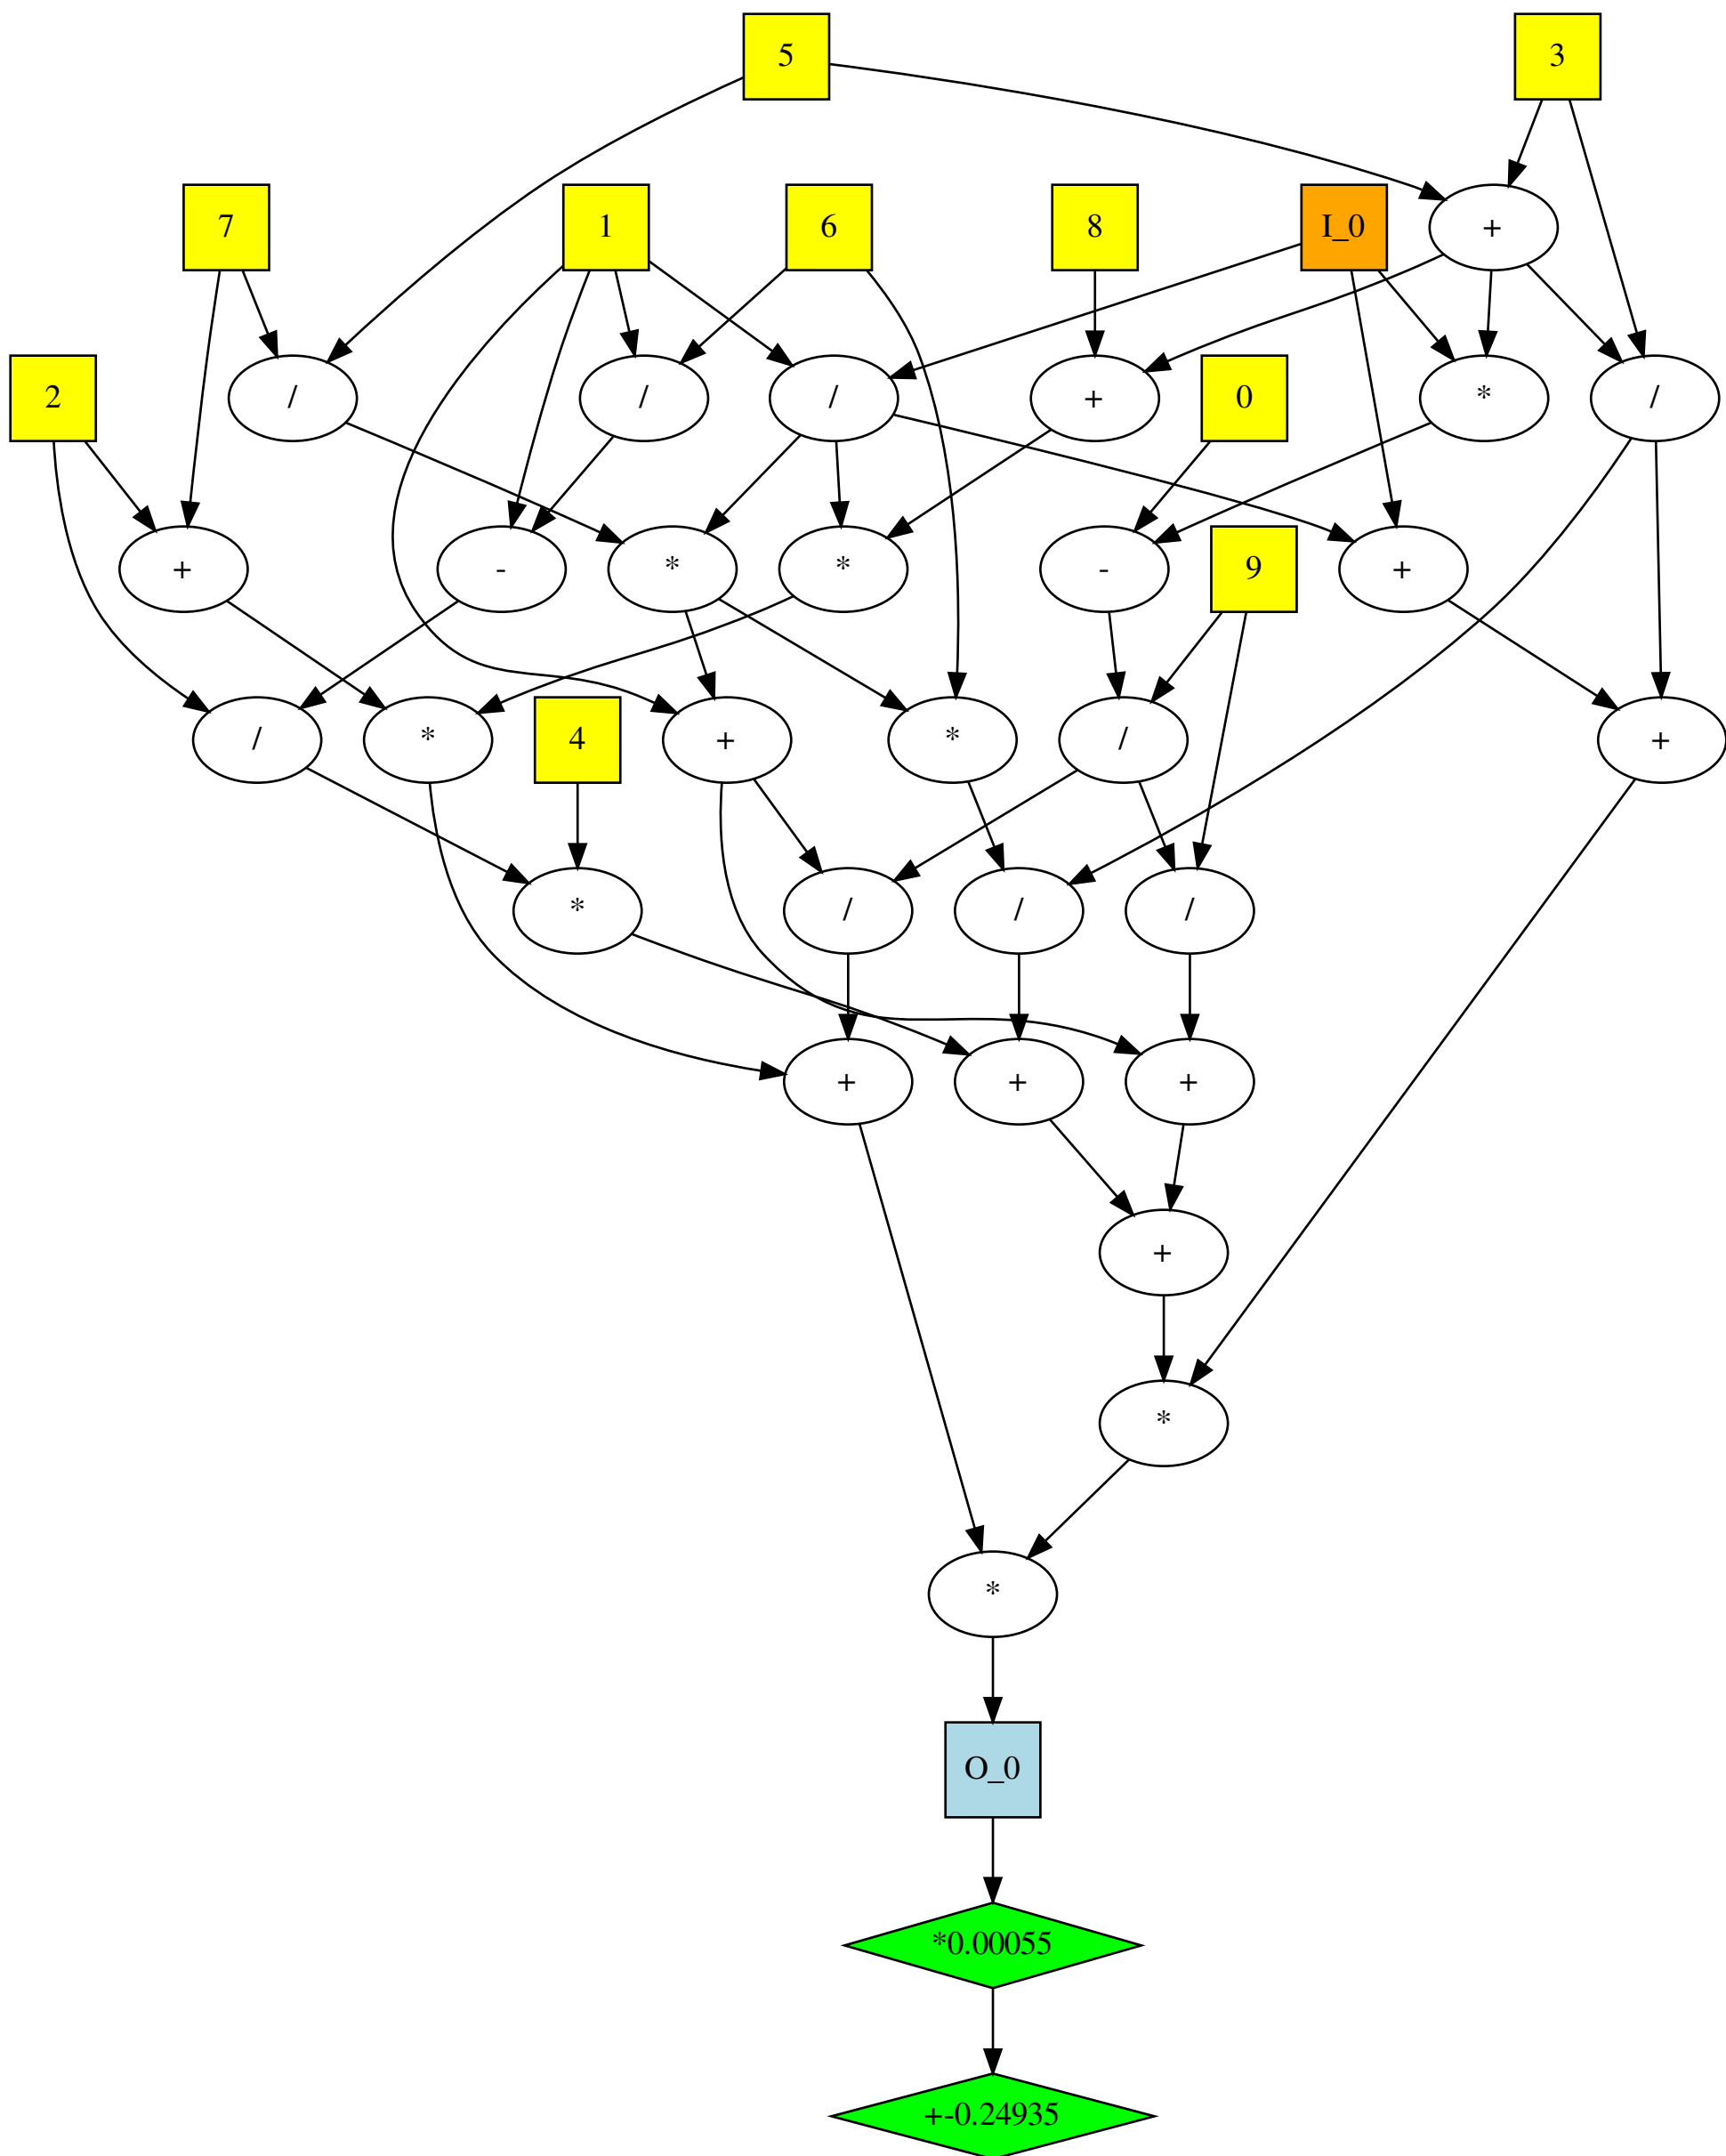 5 3
7 1 6 8 I_0 +
2 / / / + 0 * /
+ - * * - 9 +
/ * 4 + * / +
* / / /
+ + +
+
*
*
O_0
*0.00055
+-0.24935